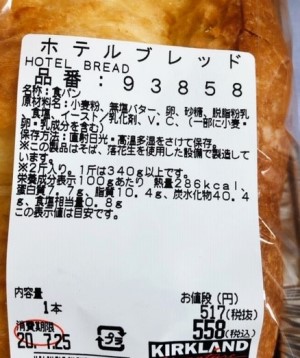 ホテルブレッド
HOTEL BREAD
品番:93858
名称:食パン
原材料名:小麦粉、無塩バター、卵、砂糖、脱脂粉乳
、食塩、イースト/乳化剤、V.C、(一部に小麦・
卵・乳成分を含む)
保存方法:直射日光・高温多湿をさけて保存。
※この製品はそば、落花生を使用した設備で製造して
います。
※2斤入り。1斤は340g以上です。
栄養成分表示100gあたり 熱量286kcal、
蛋白質7.7g、脂質10.4g、炭水化物40.4
g、食塩相当量0.8g
この表示値は目安です。
内容量
1本
お値段(円)
517(税抜)
消費期限
20.7.25
558(税込)
プラ
KIRKLAND